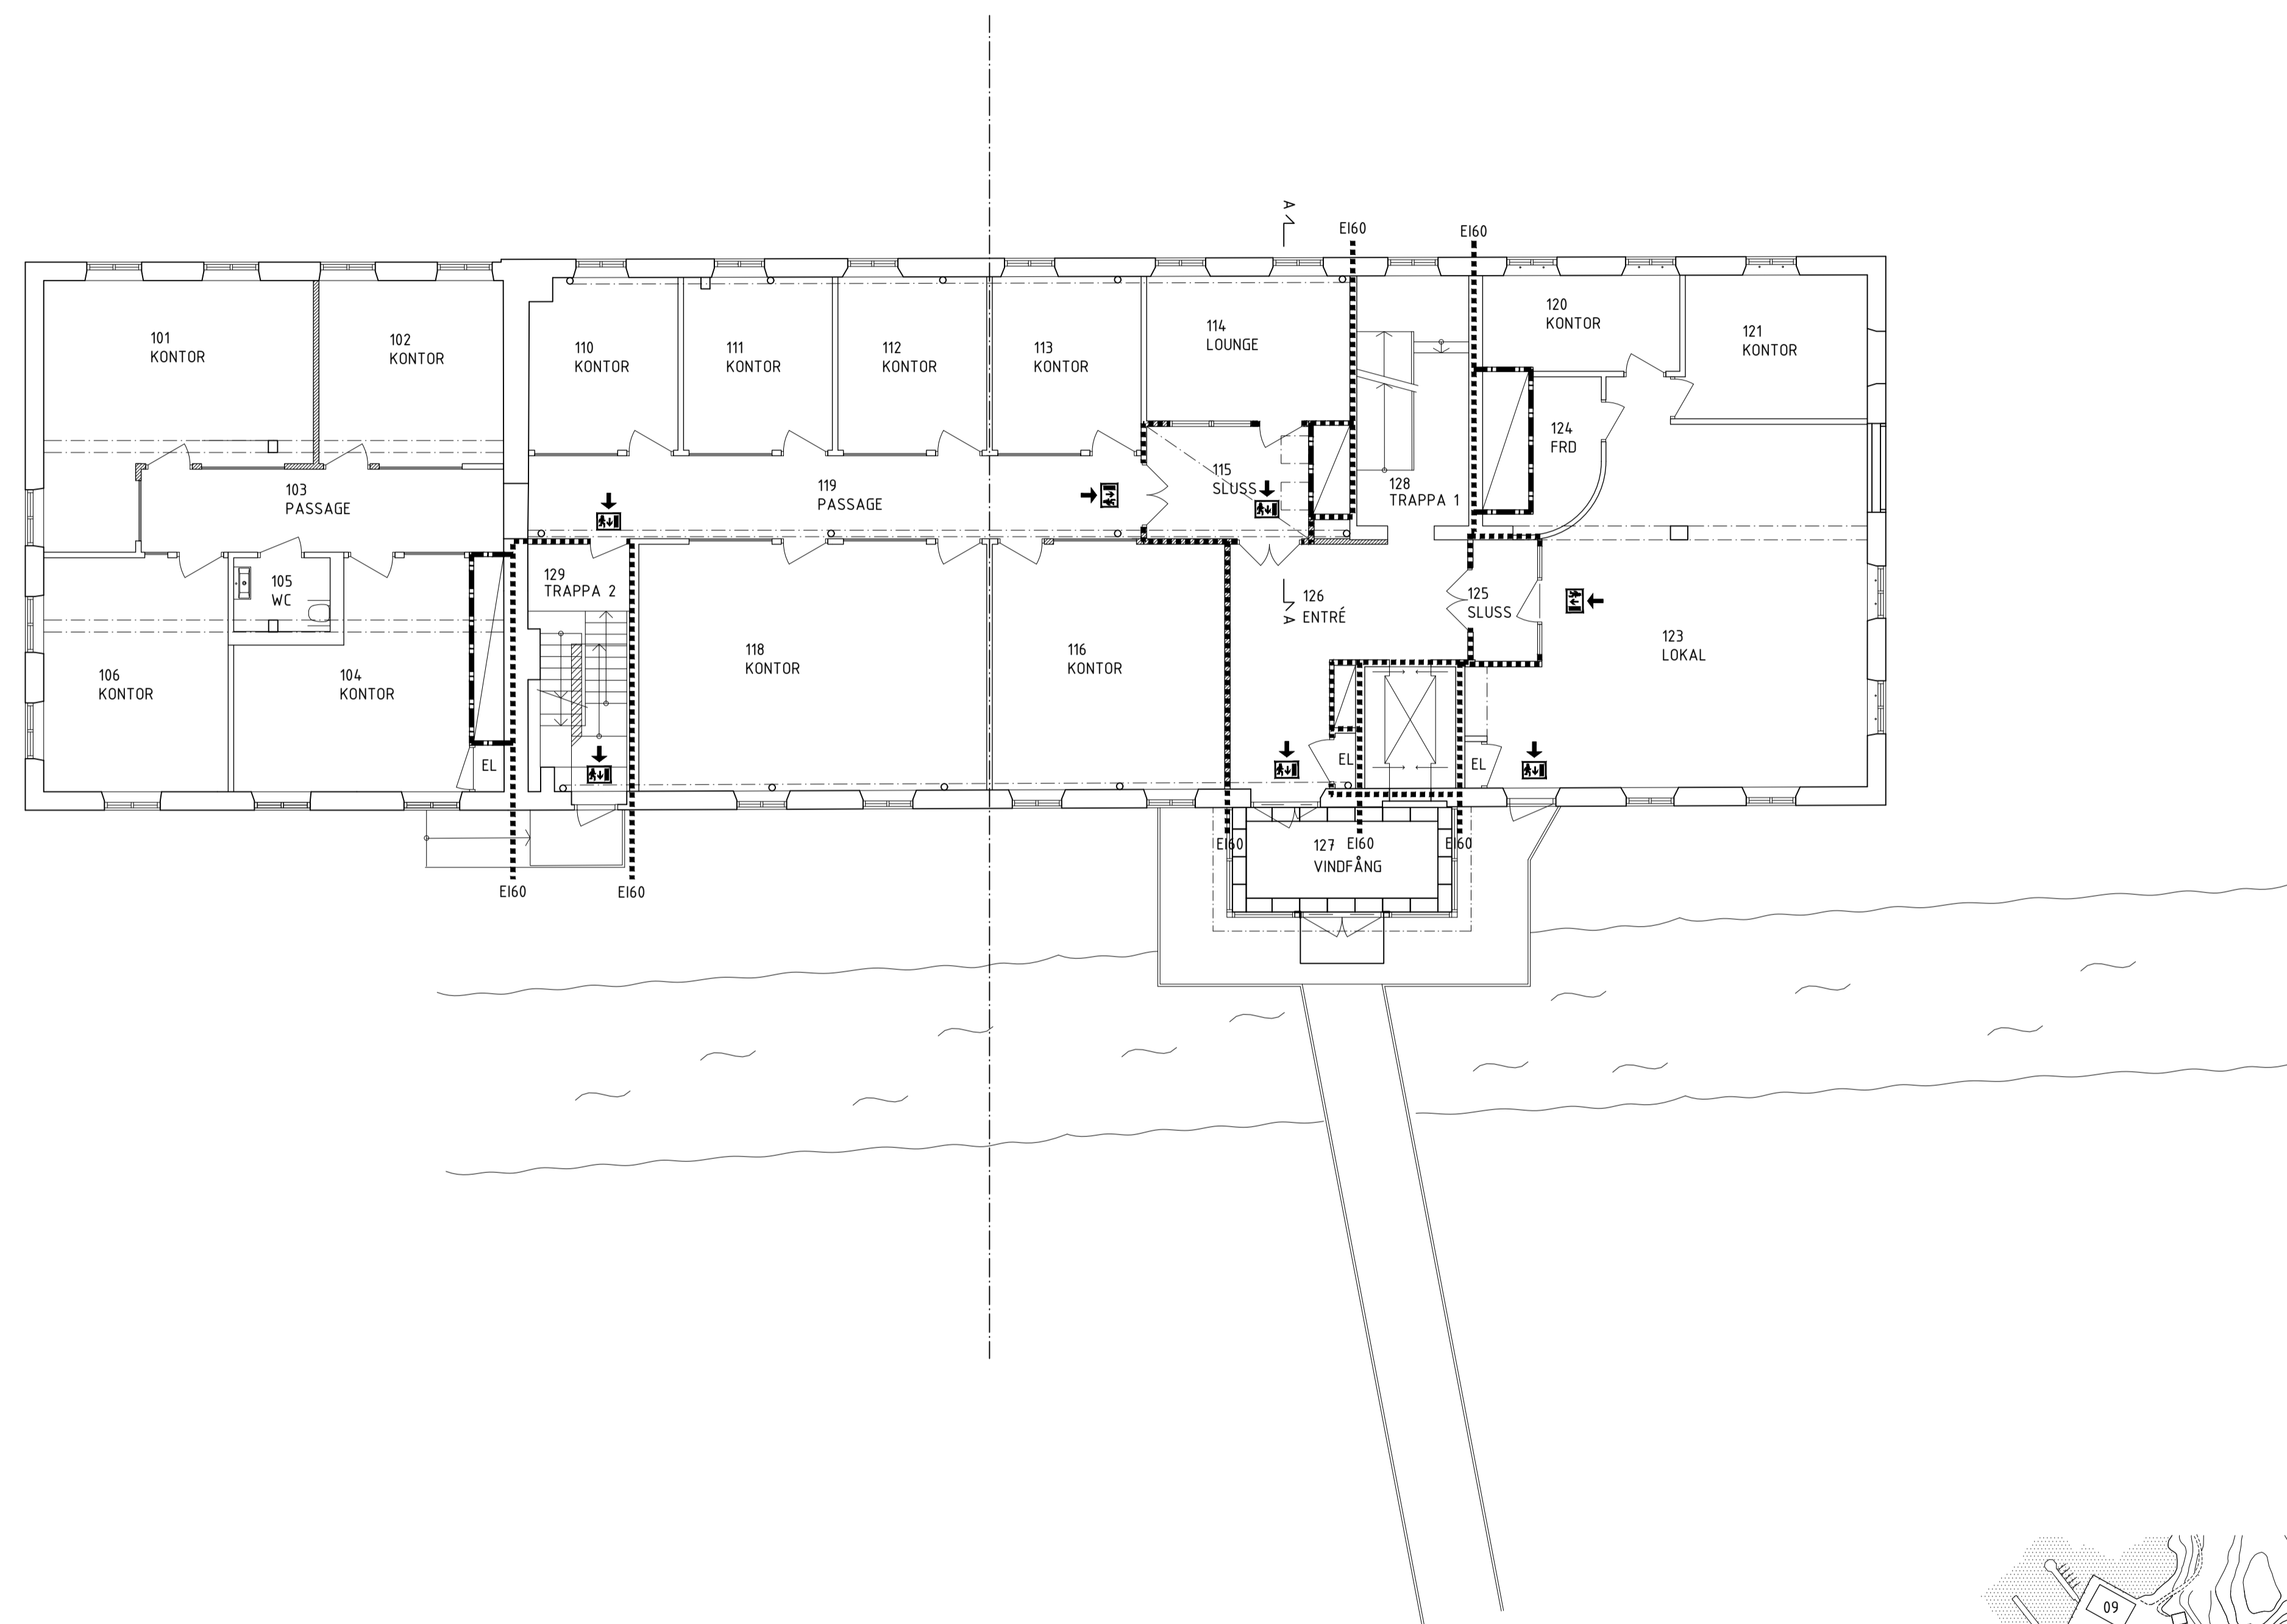 A
EI60
EI60
101
KONTOR
102
KONTOR
110
KONTOR
111
KONTOR
112
KONTOR
113
KONTOR
114
LOUNGE
120
KONTOR
121
KONTOR
124
FRD
103
PASSAGE
119
PASSAGE
115
SLUSS
128
TRAPPA 1
105
WC
129
TRAPPA 2
126
ENTRÉ
A
125
SLUSS
123
LOKAL
106
KONTOR
104
KONTOR
118
KONTOR
116
KONTOR
EL
EL
EL
EI60
127
VINDFÅNG
EI60
EI60
EI60
EI60
09